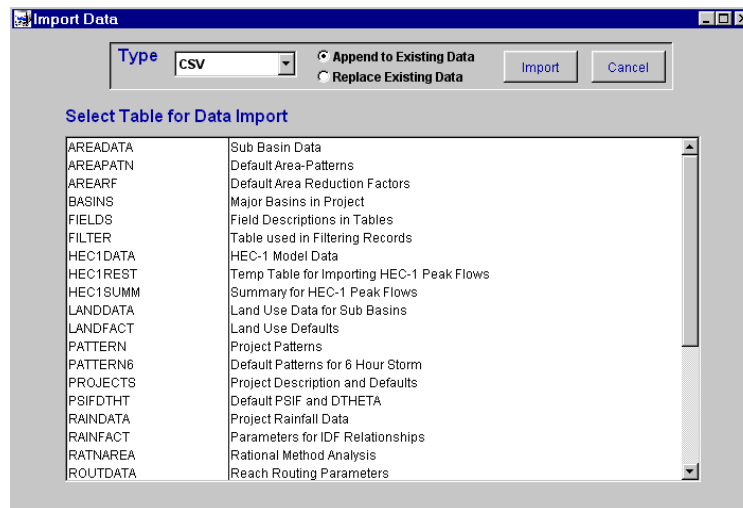 Import Data
Type CSV Append to Existing Data Import Cancel
Replace Existing Data
Select Table for Data Import
AREADATA Sub Basin Data
AREAPATN Default Area-Patterns
AREARF Default Area Reduction Factors
BASINS Major Basins in Project
FIELDS Field Descriptions in Tables
FILTER Table used in Filtering Records
HEC1DATA HEC-1 Model Data
HEC1REST Temp Table for Importing HEC-1 Peak Flows
HEC1SUMM Summary for HEC-1 Peak Flows
LANDDATA Land Use Data for Sub Basins
LANDFACT Land Use Defaults
PATTERN Project Patterns
PATTERN6 Default Patterns for 6 Hour Storm
PROJECTS Project Description and Defaults
PSIFDTHT Default PSIF and DTHETA
RAINDATA Project Rainfall Data
RAINFACT Parameters for IDF Relationships
RATNAREA Rational Method Analysis
ROUTDATA Reach Routing Parameters